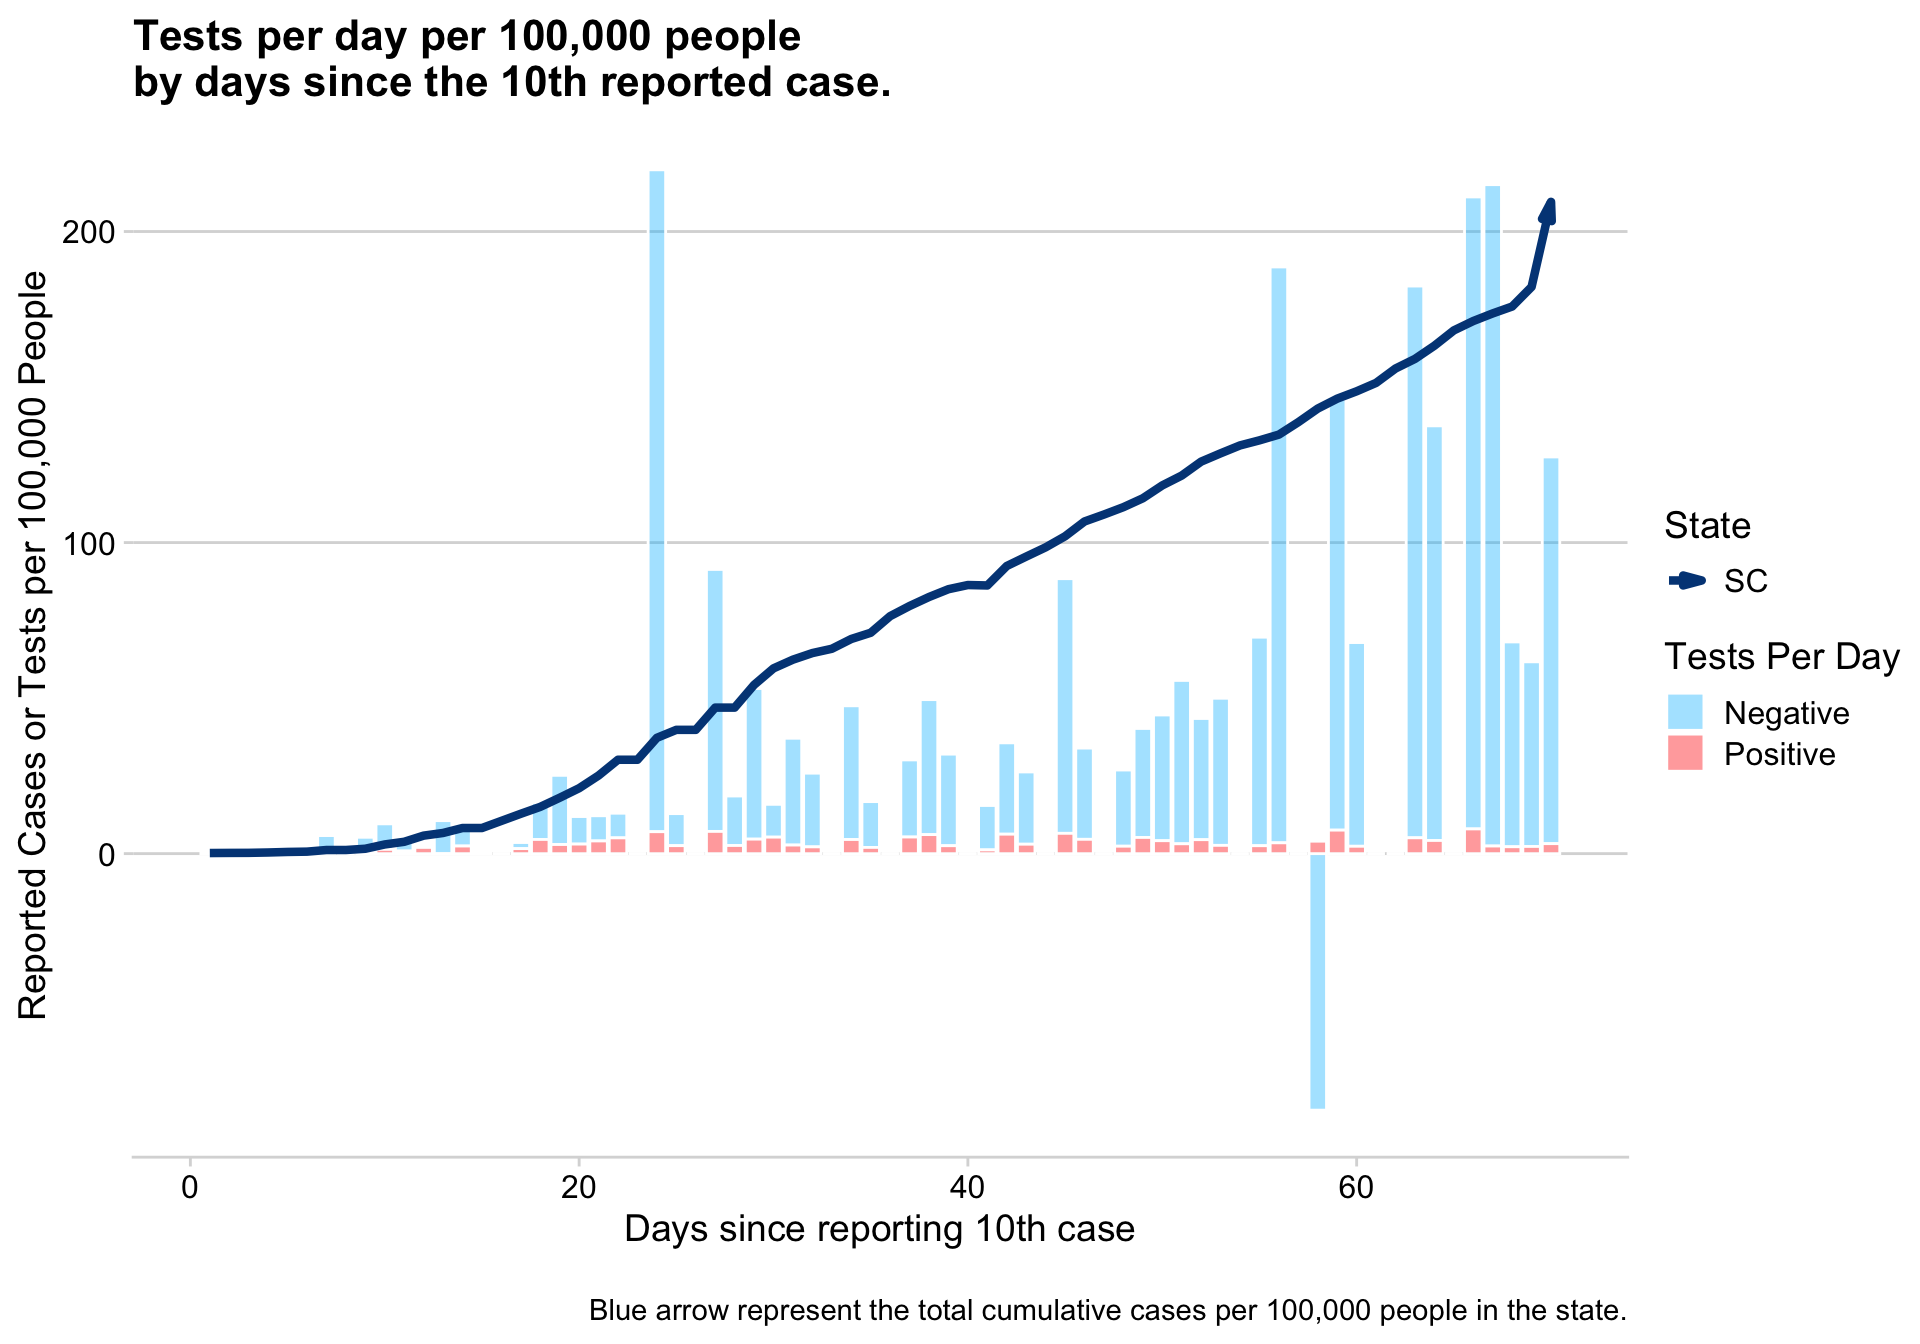 Tests per day per 100,000 people
by days since the 10th reported case.
Reported Cases or Tests per 100,000 People
200
100
0
State
SC
Tests Per Day
Negative
Positive
0
20
40
60
Days since reporting 10th case
Blue arrow represent the total cumulative cases per 100,000 people in the state.